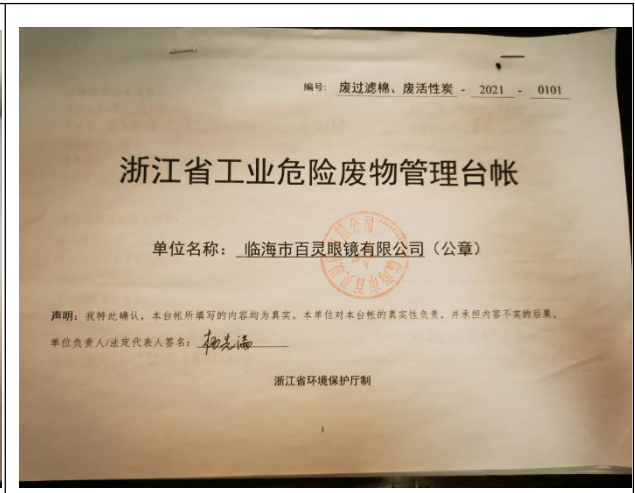 编号: 废过滤棉、废活性炭 - 2021 - 0101
浙江省工业危险废物管理台帐
单位名称: 临海市百灵眼镜有限公司（公章）
声明: 我特此确认，本台帐所填写的内容均为真实。本单位对本台帐的真实性负责，并承担内容不实的后果。
单位负责人/法定代表人签名:
浙江省环境保护厅制